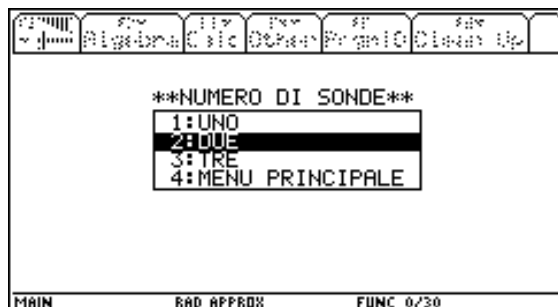 Algebra Calc Other PrgmIO Clean Up
**NUMERO DI SONDE**
1:UNO
2:DUE
3:TRE
4:MENU PRINCIPALE
MAIN RAD APPROX FUNC 0/30